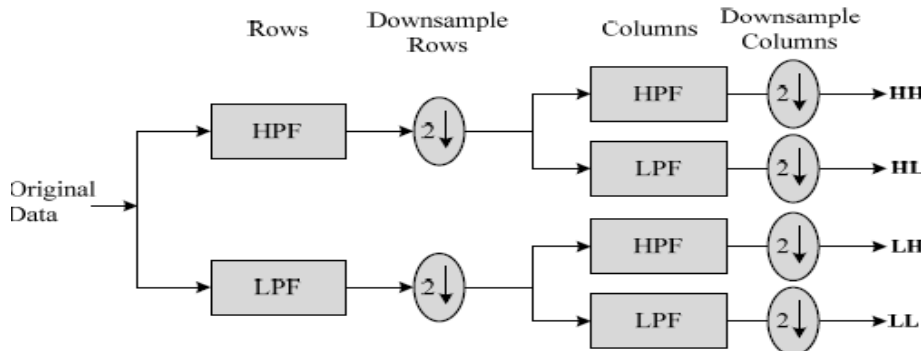 Rows
Downsample
Rows
Columns
Downsample
Columns
HPF
2
HPF
2
HH
LPF
2
HL
Original
Data
LPF
2
HPF
2
LH
LPF
2
LL